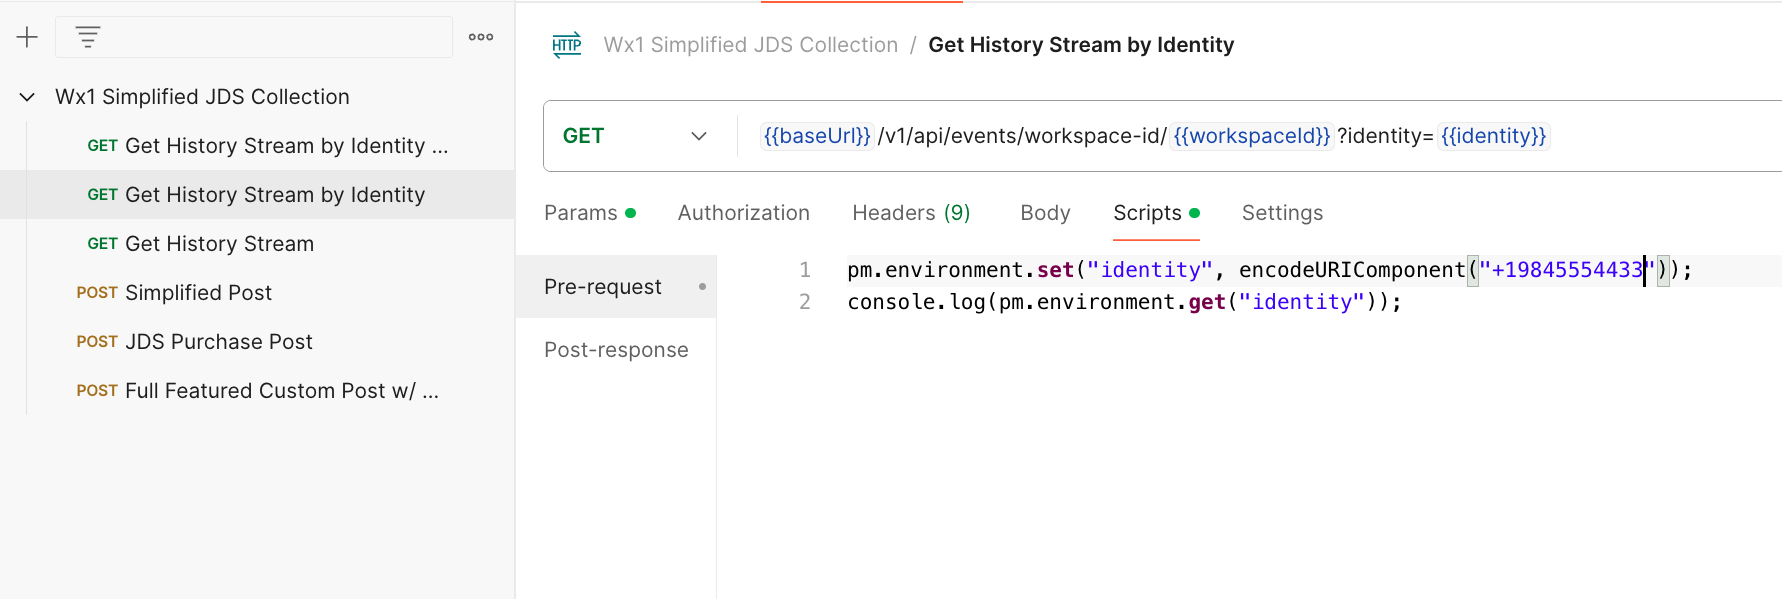 Wx1 Simplified JDS Collection
GET Get History Stream by Identity ...
GET Get History Stream by Identity
GET Get History Stream
POST Simplified Post
POST JDS Purchase Post
POST Full Featured Custom Post w/ ...
HTTP Wx1 Simplified JDS Collection / Get History Stream by Identity
GET {{baseUrl}} /v1/api/events/workspace-id/ {{workspaceId}} ?identity= {{identity}}
Params Authorization Headers (9) Body Scripts Settings
Pre-request
Post-response
1 pm.environment.set("identity", encodeURIComponent("+19845554433"));
2 console.log(pm.environment.get("identity"));